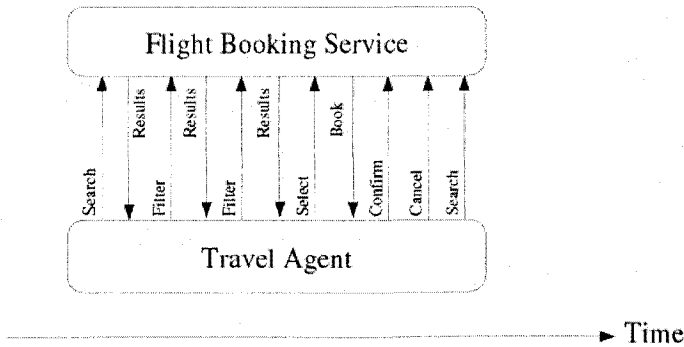 Flight Booking Service
Search
Results
Filter
Results
Filter
Results
Select
Book
Confirm
Cancel
Search
Travel Agent
Time